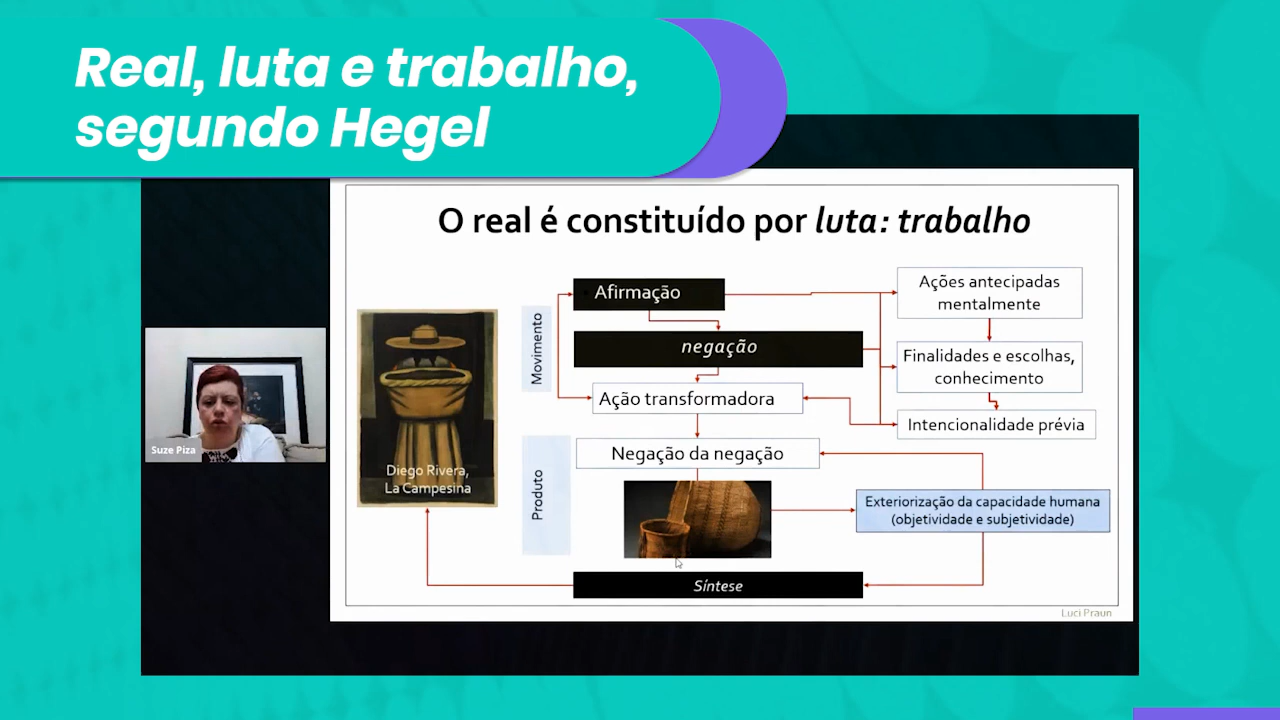 Real, luta e trabalho,
segundo Hegel
O real é constituído por luta: trabalho
Afirmação
negação
Ação transformadora
Negação da negação
Síntese
Movimento
Produto
Ações antecipadas
mentalmente
Finalidades e escolhas,
conhecimento
Intencionalidade prévia
Exteriorização da capacidade humana
(objetividade e subjetividade)
Diego Rivera,
La Campesina
Suze Piza
Luci Praun